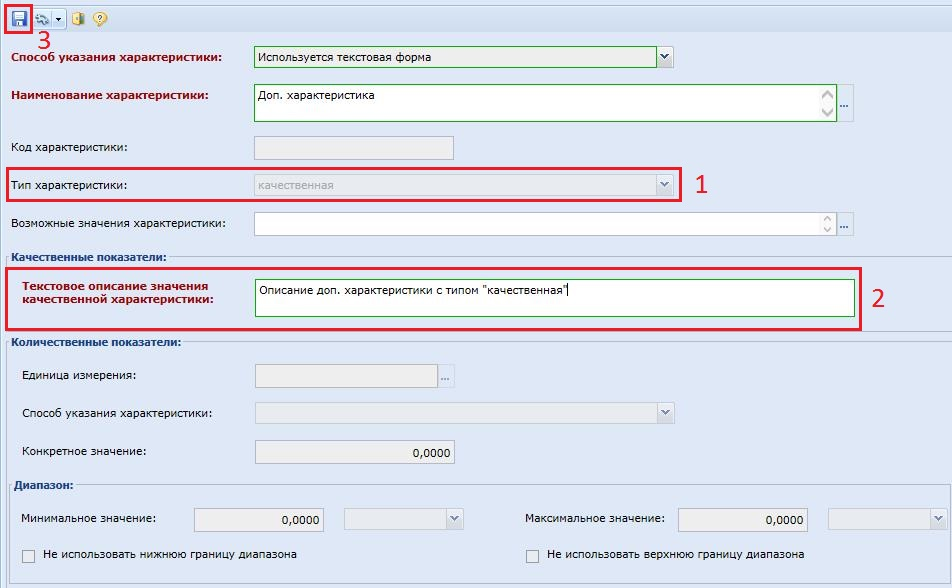 3
Способ указания характеристики: Используется текстовая форма
Наименование характеристики: Доп. характеристика ...
Код характеристики:
Тип характеристики: качественная 1
Возможные значения характеристики: ...
Качественные показатели:
Текстовое описание значения
качественной характеристики: Описание доп. характеристики с типом "качественная" 2
Количественные показатели:
Единица измерения: ...
Способ указания характеристики:
Конкретное значение: 0,0000
Диапазон:
Минимальное значение: 0,0000 Максимальное значение: 0,0000
Не использовать нижнюю границу диапазона Не использовать верхнюю границу диапазона